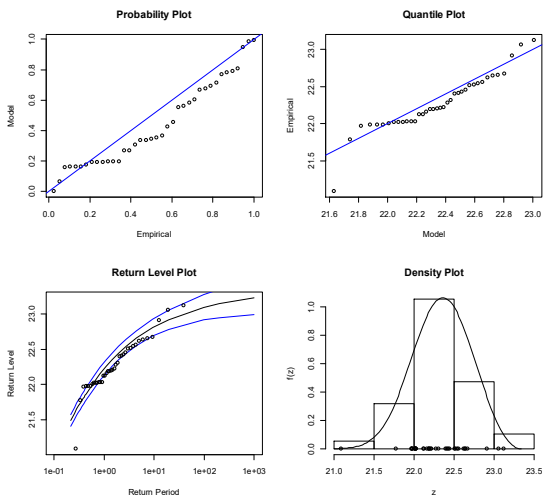 Probability Plot
Model
0.0 0.2 0.4 0.6 0.8 1.0
0.0 0.2 0.4 0.6 0.8 1.0
Empirical
Quantile Plot
Empirical
21.5 22.0 22.5 23.0
21.6 21.8 22.0 22.2 22.4 22.6 22.8 23.0
Model
Return Level Plot
Return Level
21.5 22.0 22.5 23.0
1e-01 1e+00 1e+01 1e+02 1e+03
Return Period
Density Plot
f(z)
0.0 0.2 0.4 0.6 0.8 1.0
21.0 21.5 22.0 22.5 23.0 23.5
z